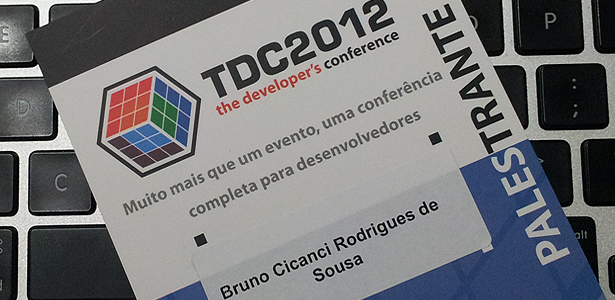 TDC2012
the developer's conference
Muito mais que um evento, uma conferência
completa para desenvolvedores
PALESTRANTE
Bruno Cicanci Rodrigues de
Sousa
E
D
C
P
:
;
alt